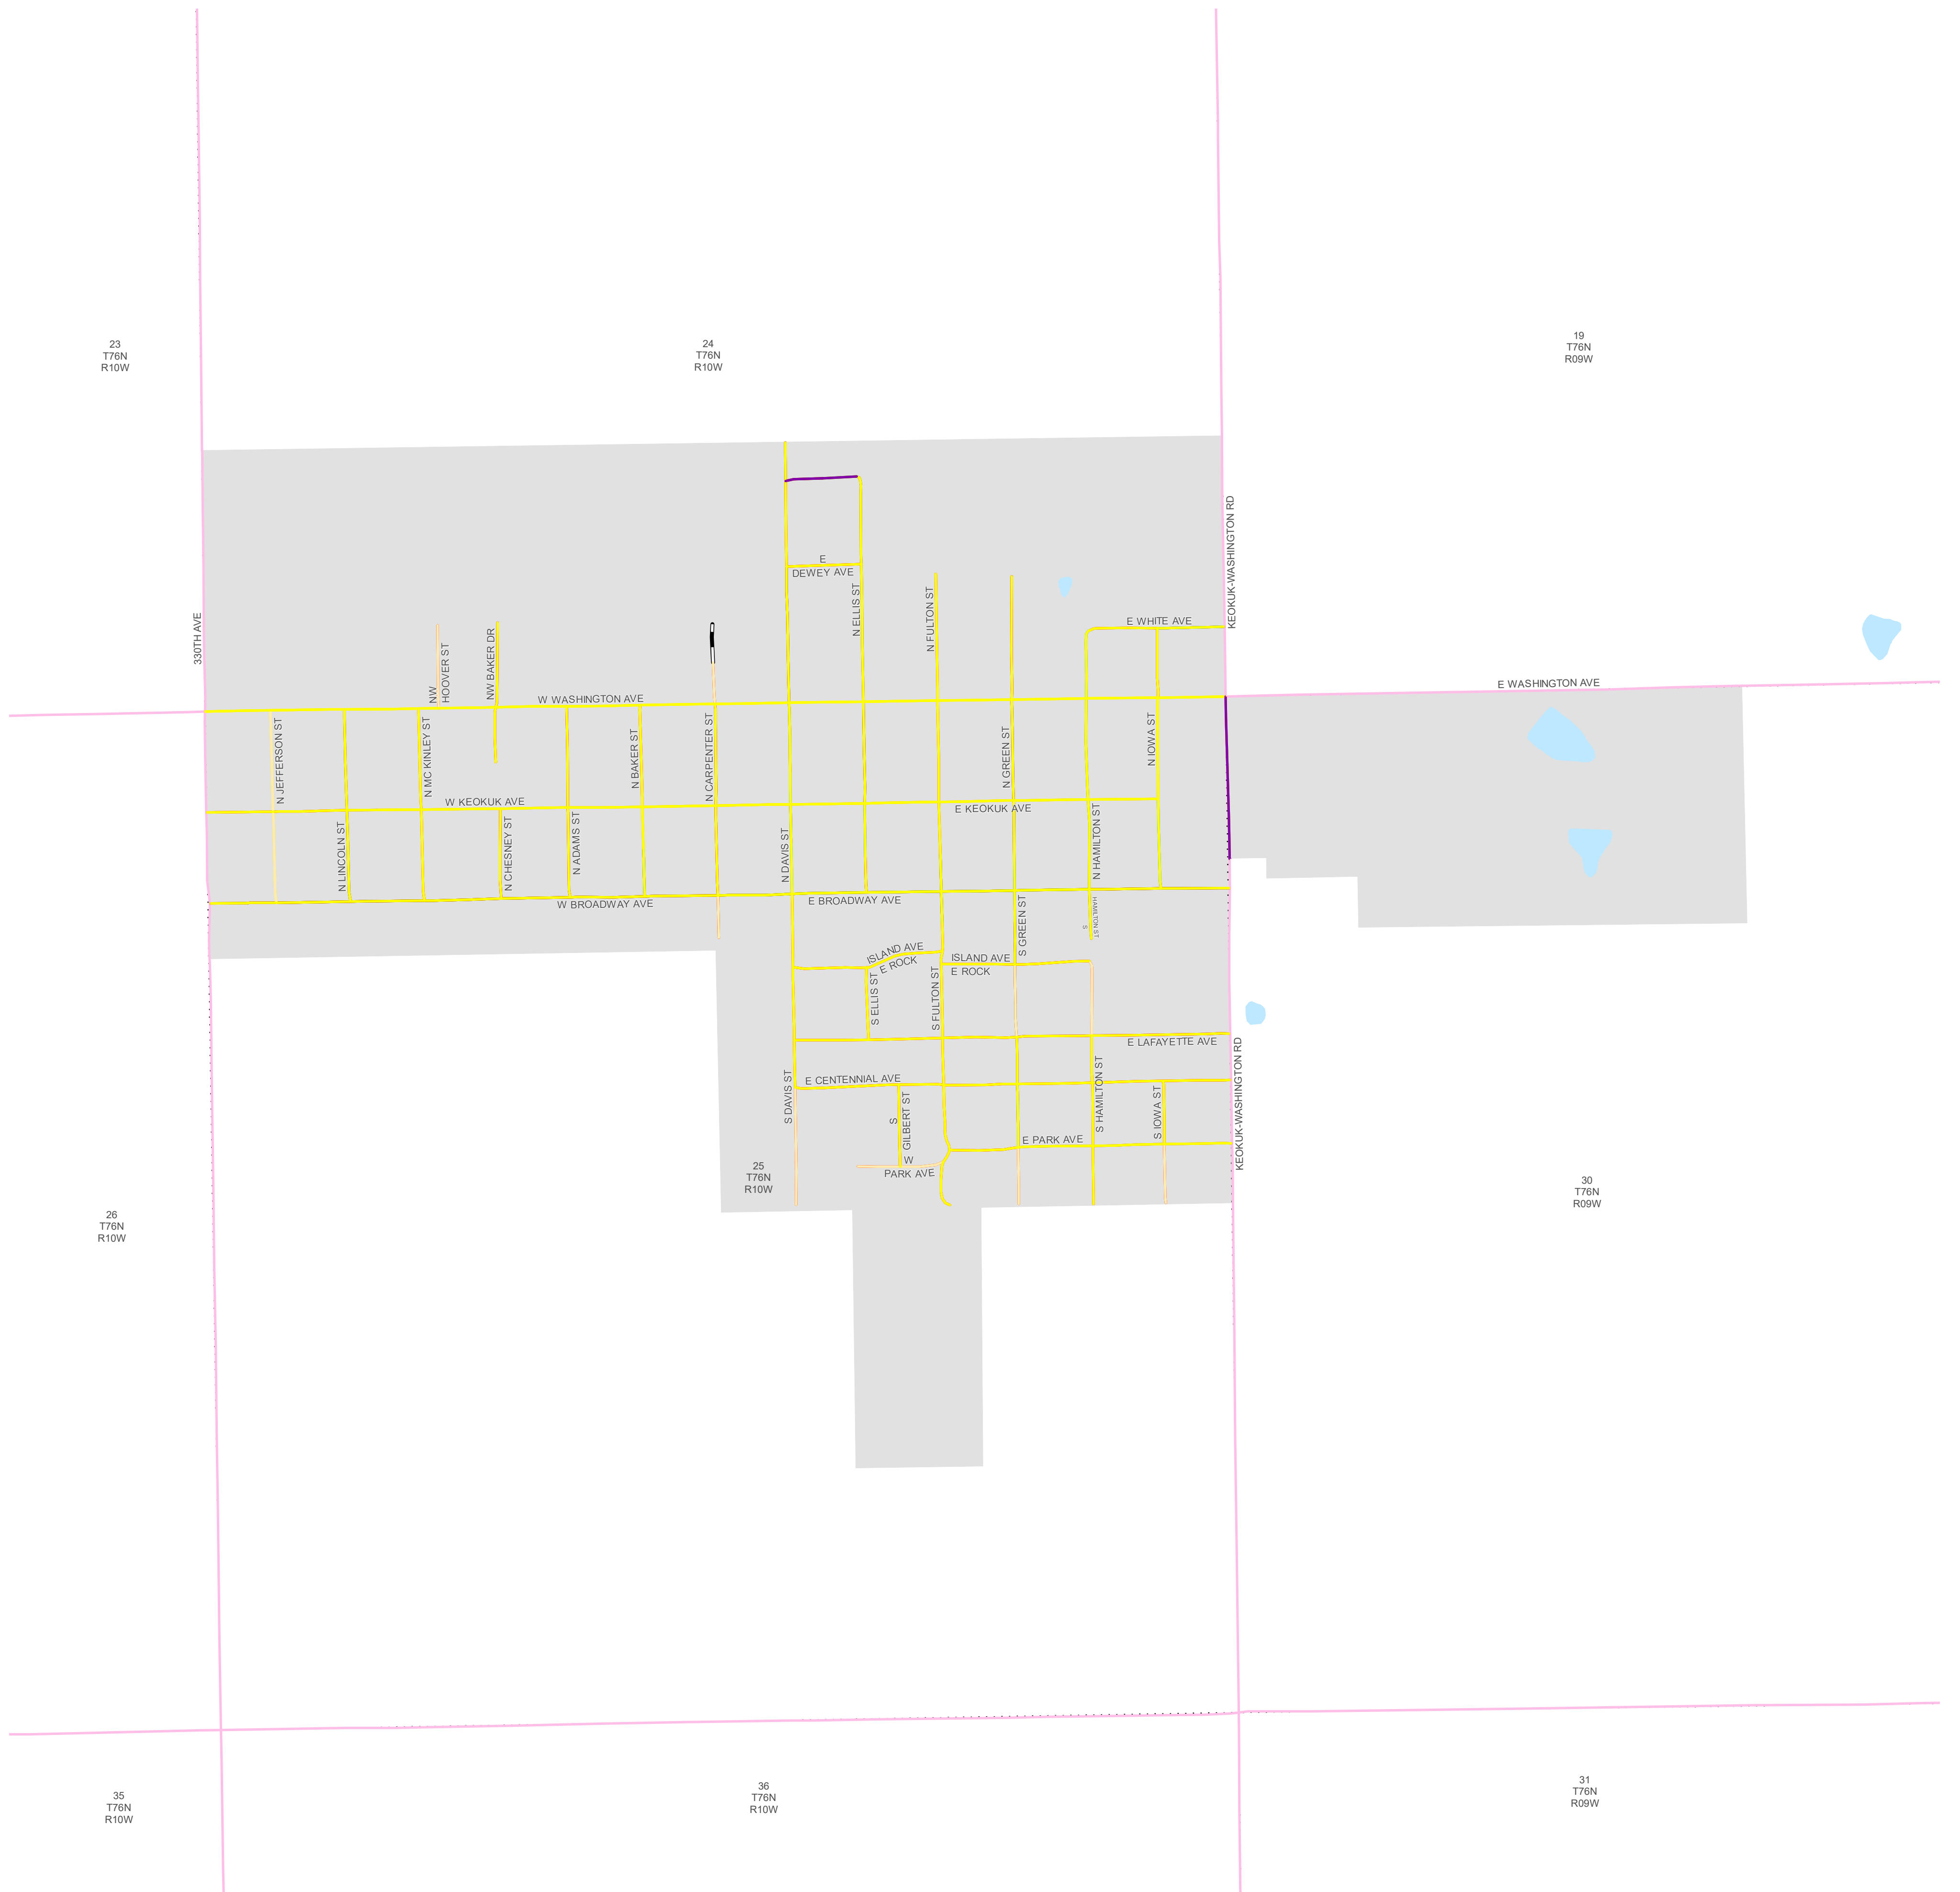 23
T76N
R10W
24
T76N
R10W
19
T76N
R09W
KEOKUK-WASHINGTON RD
E
DEWEY AVE
N ELLIS ST
N FULTON ST
330TH AVE
E WHITE AVE
NW
HOOVER ST
NW BAKER DR
W WASHINGTON AVE
E WASHINGTON AVE
N JEFFERSON ST
N MC KINLEY ST
N BAKER ST
N CARPENTER ST
N GREEN ST
N IOWA ST
W KEOKUK AVE
E KEOKUK AVE
N LINCOLN ST
N CHESNEY ST
N ADAMS ST
N DAVIS ST
N HAMILTON ST
W BROADWAY AVE
E BROADWAY AVE
S GREEN ST
S
HAMILTON ST
ISLAND AVE
E ROCK
ISLAND AVE
E ROCK
S ELLIS ST
S FULTON ST
E LAFAYETTE AVE
KEOKUK-WASHINGTON RD
S DAVIS ST
E CENTENNIAL AVE
S HAMILTON ST
S IOWA ST
S
GILBERT ST
E PARK AVE
W
PARK AVE
25
T76N
R10W
26
T76N
R10W
30
T76N
R09W
35
T76N
R10W
36
T76N
R10W
31
T76N
R09W